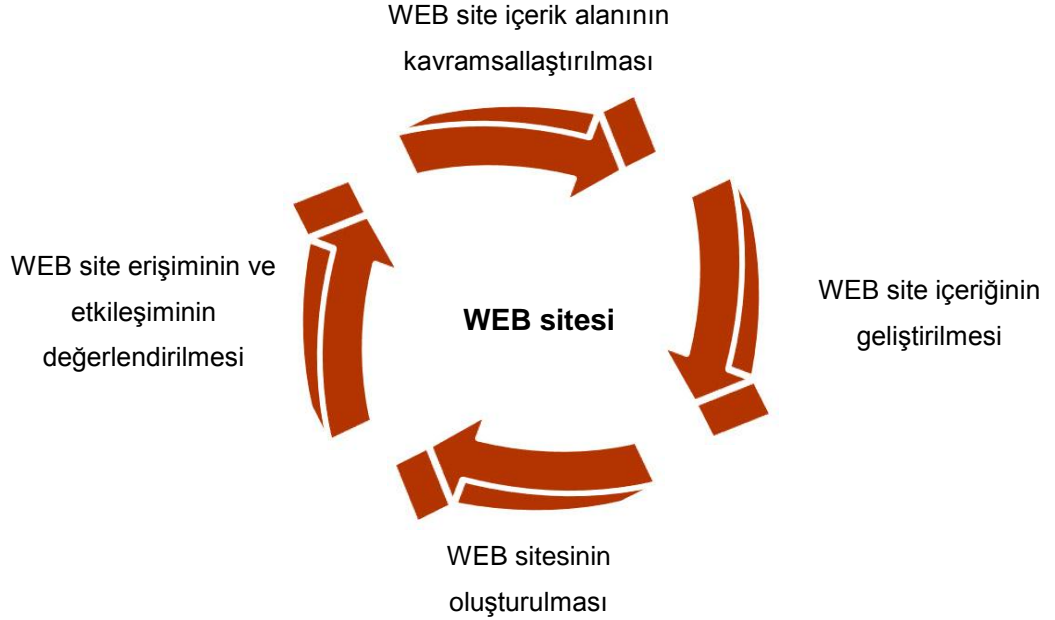 WEB site içerik alanının
kavramsallaştırılması
WEB site erişiminin ve
etkileşiminin
değerlendirilmesi
WEB sitesi
WEB site içeriğinin
geliştirilmesi
WEB sitesinin
oluşturulması